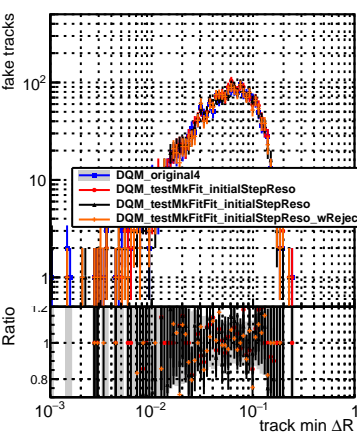 fake tracks
10²
10
1
DQM_original4
DQM_testMkFit_initialStepReso
DQM_testMkFitFit_initialStepReso
DQM_testMkFitFit_initialStepReso_wRejec
Ratio
1.2
1
0.8
10⁻³
10⁻²
10⁻¹
1
track min ΔR